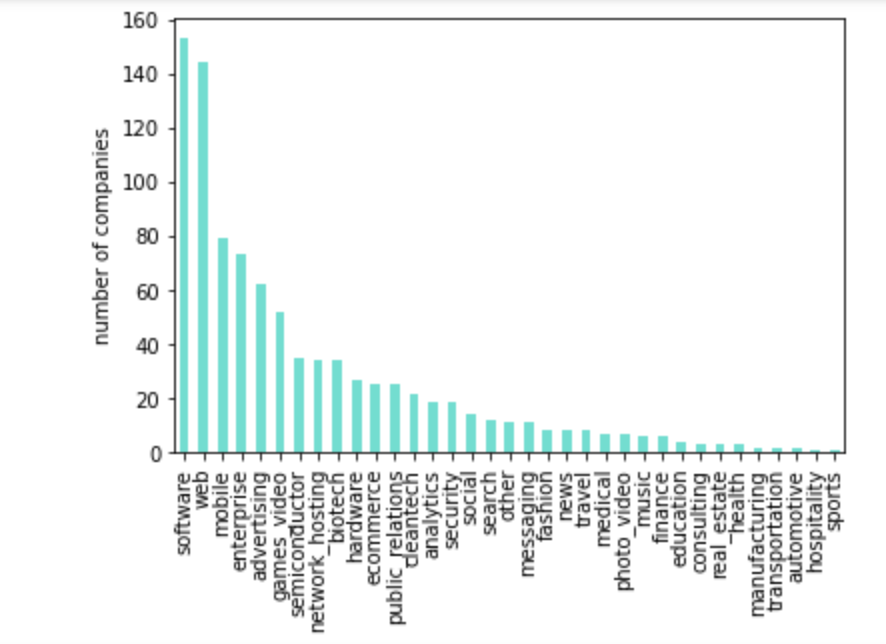 160
140
120
100
80
60
40
20
0
number of companies
software
web
mobile
enterprise
advertising
games_video
semiconductor
network_hosting
biotech
hardware
ecommerce
public_relations
cleantech
analytics
security
social
search
other
messaging
fashion
news
travel
medical
photo_video
music
finance
education
consulting
real_estate
health
manufacturing
transportation
automotive
hospitality
sports